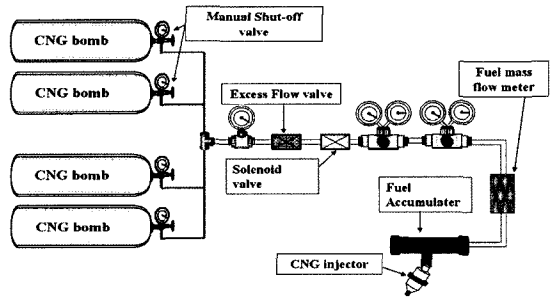 Manual Shut-off
valve
CNG bomb
CNG bomb
Excess Flow valve
Fuel mass
flow meter
Solenoid
valve
CNG bomb
CNG bomb
Fuel
Accumulater
CNG injector